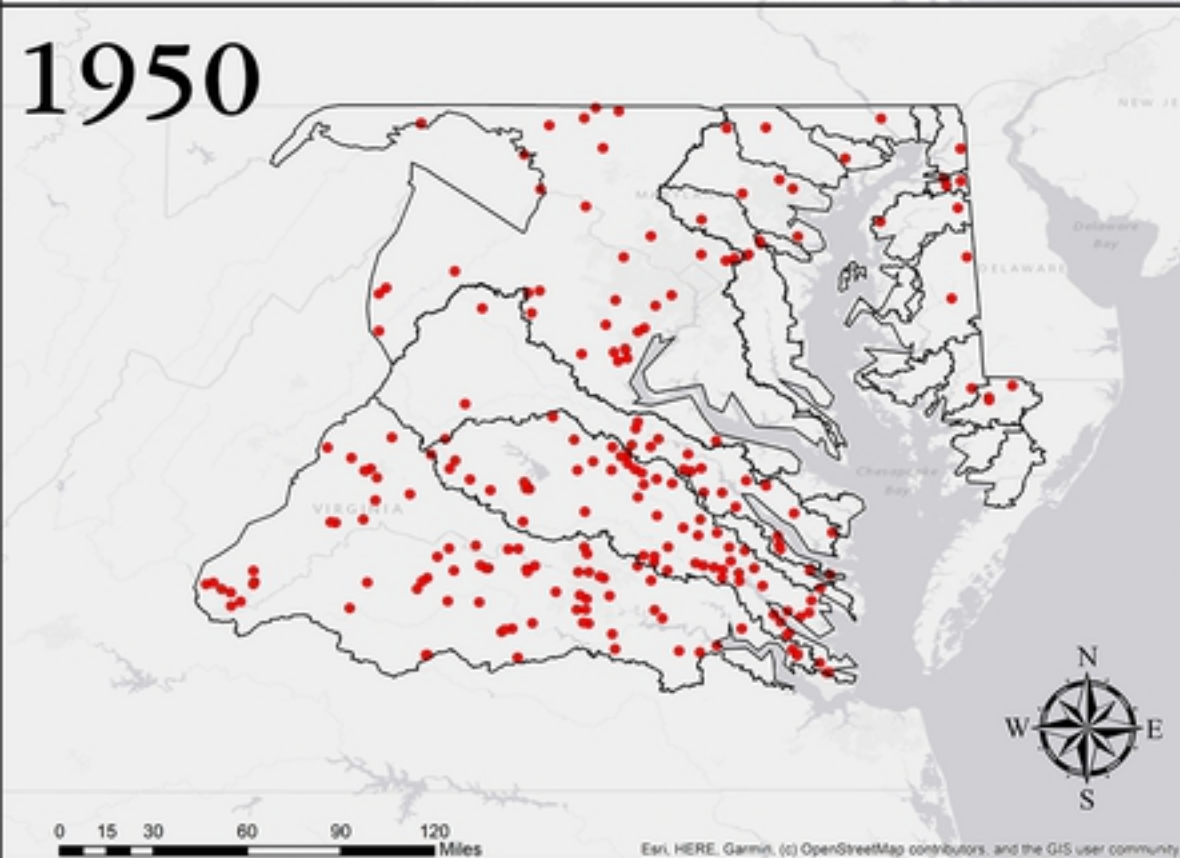 1950
NEW JE
MARYLAND
Delaware
Bay
DELAWARE
Chesapeake
Bay
VIRGINIA
N
W E
S
0 15 30 60 90 120
Miles
Esri, HERE, Garmin, (c) OpenStreetMap contributors, and the GIS user community